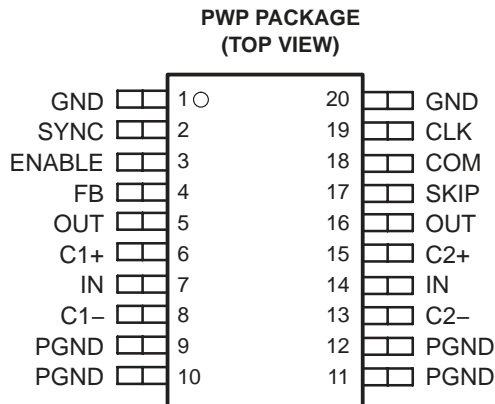 PWP PACKAGE
(TOP VIEW)
GND 1 20 GND
SYNC 2 19 CLK
ENABLE 3 18 COM
FB 4 17 SKIP
OUT 5 16 OUT
C1+ 6 15 C2+
IN 7 14 IN
C1− 8 13 C2−
PGND 9 12 PGND
PGND 10 11 PGND